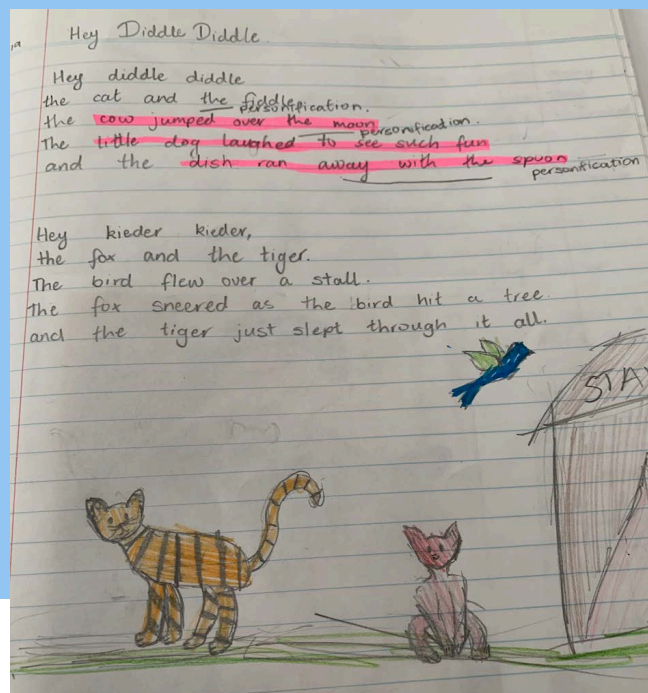 Hey Diddle Diddle.
Hey diddle diddle
the cat and the fiddle
personification.
the cow jumped over the moon
personification.
The little dog laughed to see such fun
and the dish ran away with the spoon
personification
Hey kieder kieder,
the fox and the tiger.
The bird flew over a stall.
The fox sneered as the bird hit a tree
and the tiger just slept through it all.
STA